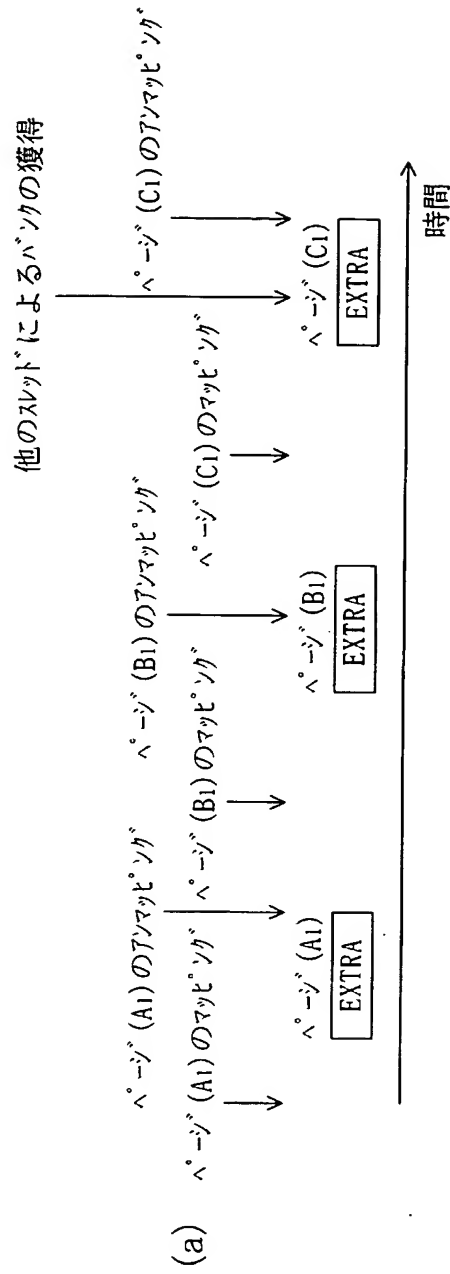 他のスレッドによるバンクの獲得
ページ(A1)のアンマッピング
ページ(B1)のアンマッピング
ページ(C1)のアンマッピング
(a)
ページ(A1)のマッピング
ページ(B1)のマッピング
ページ(C1)のマッピング
ページ(A1)
ページ(B1)
ページ(C1)
EXTRA
EXTRA
EXTRA
時間